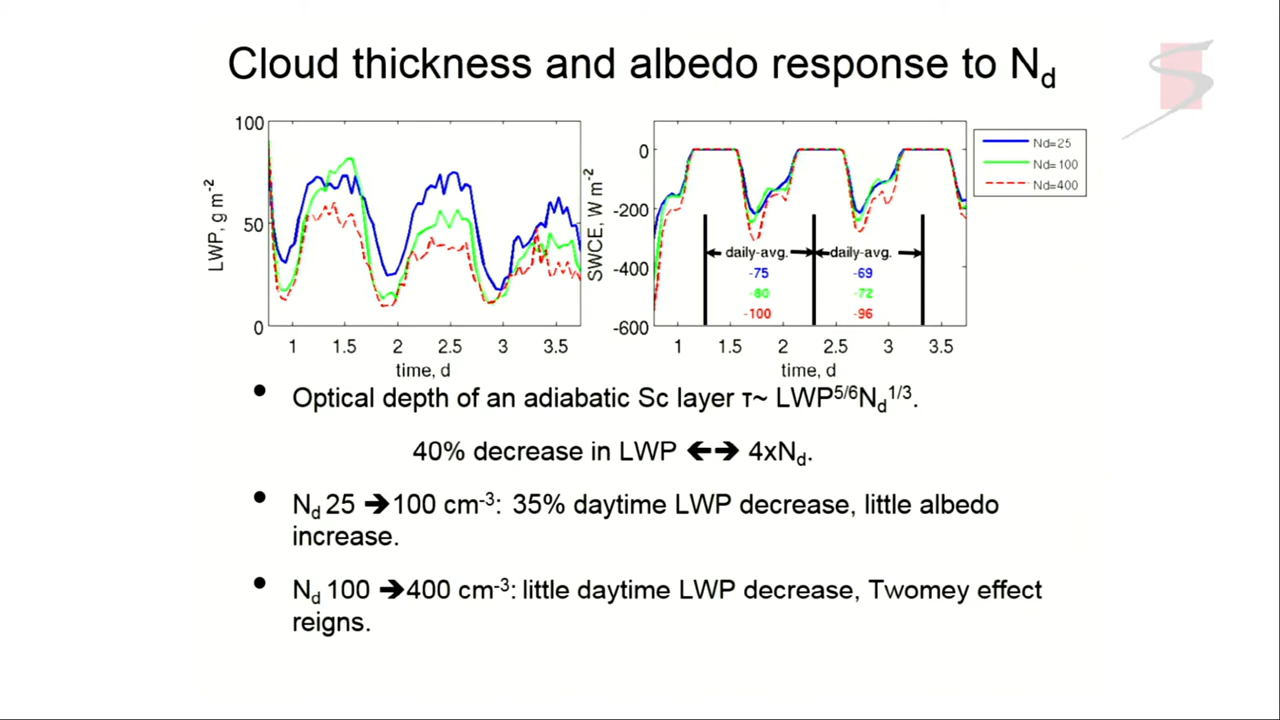 Cloud thickness and albedo response to Nd
100
50
0
LWP, g m-2
1
1.5
2
2.5
3
3.5
time, d
0
-200
-400
-600
SWCE, W m-2
daily-avg.
daily-avg.
-75
-69
-80
-72
-100
-96
1
1.5
2
2.5
3
3.5
time, d
Nd=25
Nd=100
Nd=400
• Optical depth of an adiabatic Sc layer τ~ LWP5/6Nd1/3.
40% decrease in LWP ←→ 4xNd.
• Nd 25 →100 cm-3: 35% daytime LWP decrease, little albedo
increase.
• Nd 100 →400 cm-3: little daytime LWP decrease, Twomey effect
reigns.